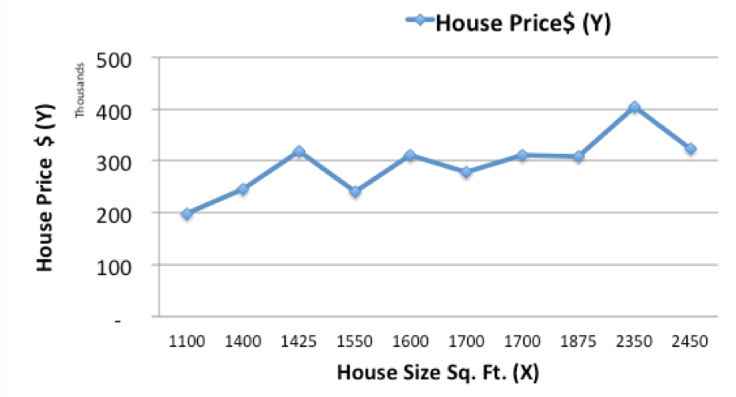 House Price$ (Y)
House Price $ (Y)
Thousands
500
400
300
200
100
-
1100 1400 1425 1550 1600 1700 1700 1875 2350 2450
House Size Sq. Ft. (X)